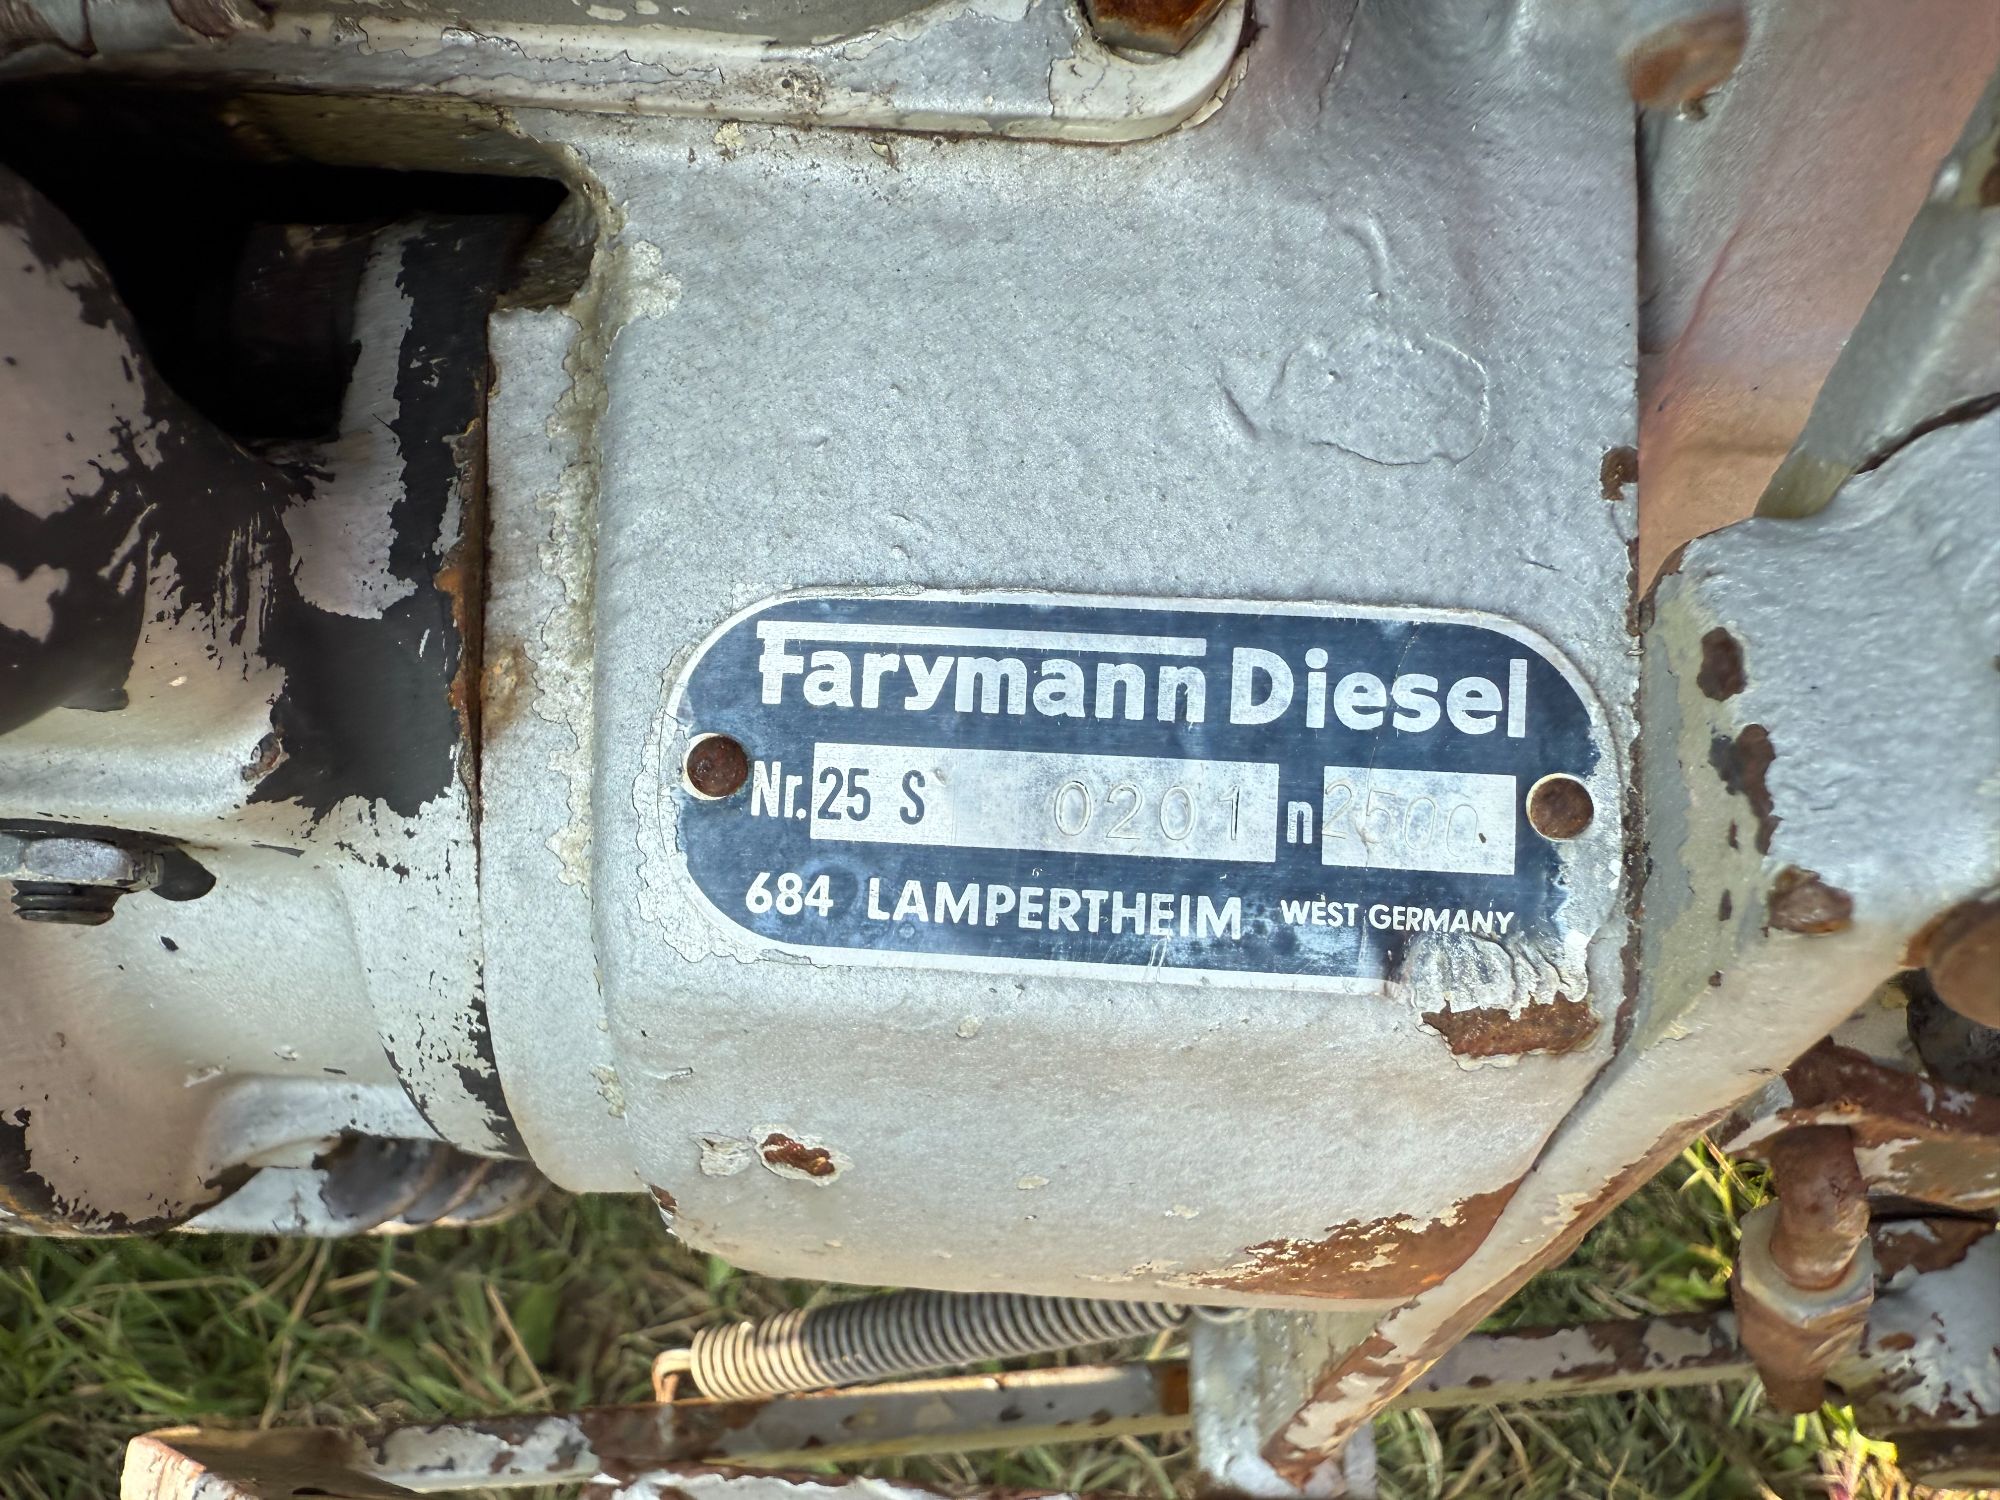 Farymann Diesel
Nr. 25 S 0201 n 2500
684 LAMPERTHEIM WEST GERMANY